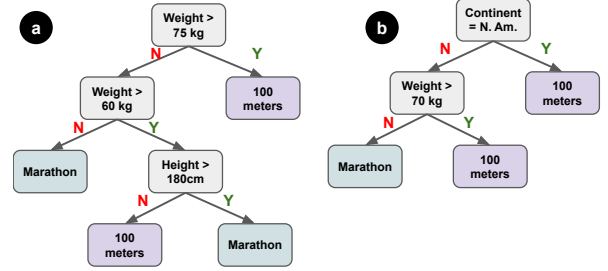 a
Weight >
75 kg
N
Y
Weight >
60 kg
100
meters
N
Y
Marathon
Height >
180cm
N
Y
100
meters
Marathon
b
Continent
= N. Am.
N
Y
Weight >
70 kg
100
meters
N
Y
Marathon
100
meters